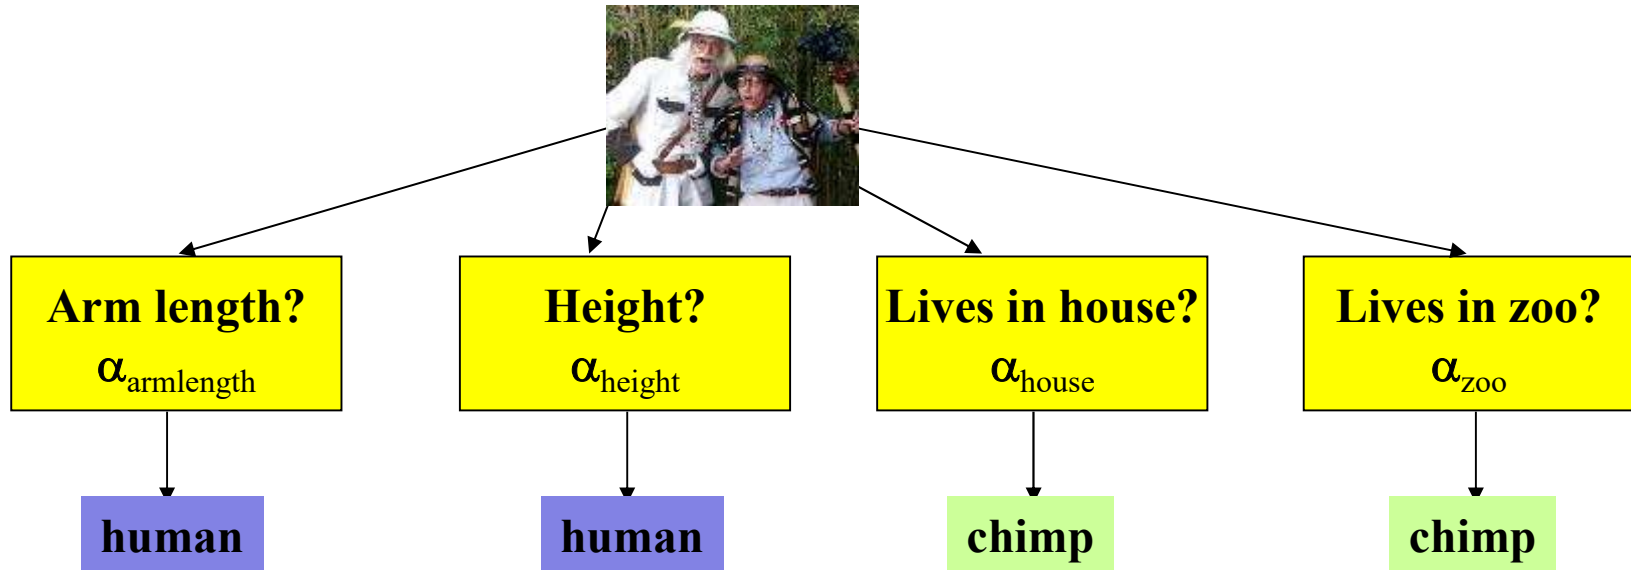 Arm length?
αarmlength
Height?
αheight
Lives in house?
αhouse
Lives in zoo?
αzoo
human
human
chimp
chimp